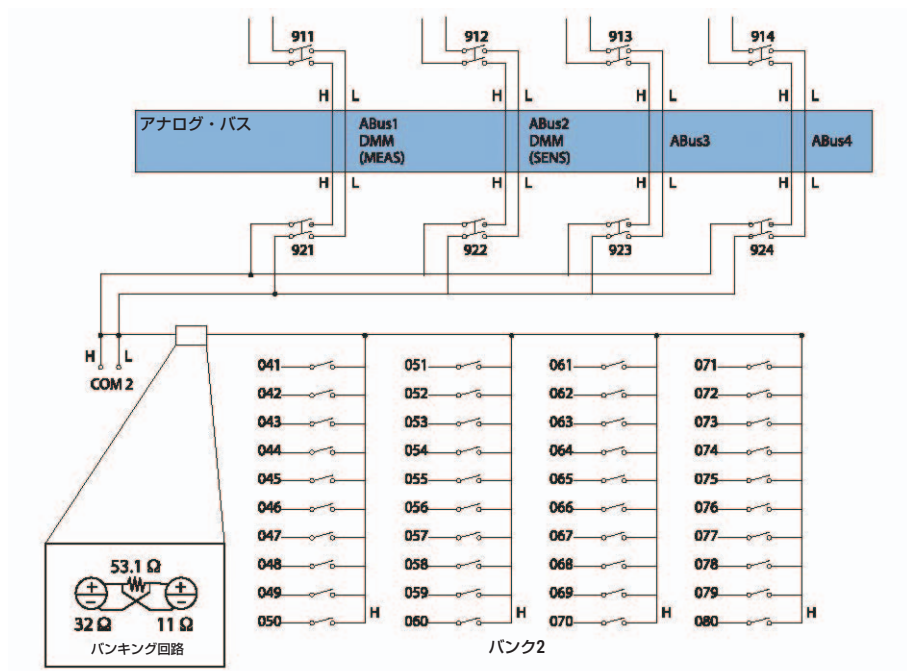 911 912 913 914
H L H L H L H L
アナログ・バス
ABus1
DMM
(MEAS)
ABus2
DMM
(SENS)
ABus3
ABus4
H L H L H L H L
921 922 923 924
H L
COM 2
041 051 061 071
042 052 062 072
043 053 063 073
044 054 064 074
045 055 065 075
046 056 066 076
047 057 067 077
048 058 068 078
049 059 069 079
H H H H
050 060 070 080
バンク2
53.1 Ω
32 Ω 11 Ω
バンキング回路